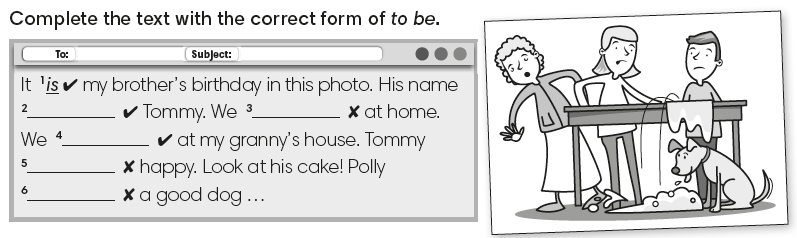 Complete the text with the correct form of to be.
To: Subject:
It ¹is ✔ my brother's birthday in this photo. His name
²__________ ✔ Tommy. We ³__________ ✘ at home.
We ⁴__________ ✔ at my granny's house. Tommy
⁵__________ ✘ happy. Look at his cake! Polly
⁶__________ ✘ a good dog ...